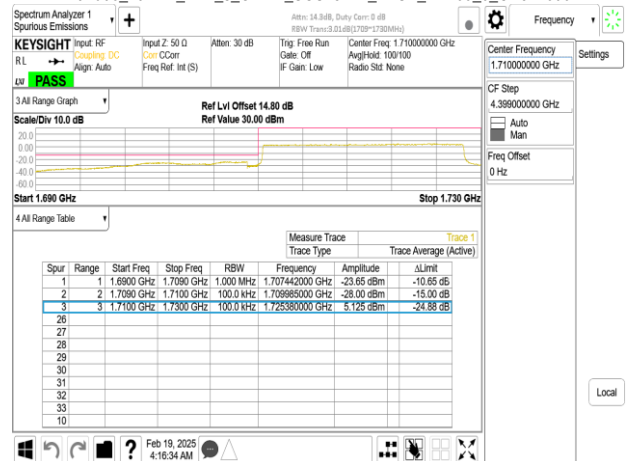 Spectrum Analyzer 1
Spurious Emissions
Attn: 14.3dB, Duty Corr: 0 dB
RBW Trans:3.01dB(1709~1730MHz)
Frequency
KEYSIGHT
Input: RF
Coupling: DC
Align: Auto
Input Z: 50 Ω
Corr CCorr
Freq Ref: Int (S)
Atten: 30 dB
Trig: Free Run
Gate: Off
IF Gain: Low
Center Freq: 1.710000000 GHz
Avg|Hold: 100/100
Radio Std: None
RL
LXI PASS
Center Frequency
1.710000000 GHz
Settings
CF Step
4.399000000 GHz
Auto
Man
Freq Offset
0 Hz
3 All Range Graph
Ref Lvl Offset 14.80 dB
Scale/Div 10.0 dB
Ref Value 30.00 dBm
20.0
0.00
-20.0
-40.0
-60.0
Start 1.690 GHz
Stop 1.730 GHz
4 All Range Table
Measure Trace Trace 1
Trace Type Trace Average (Active)
Spur Range Start Freq Stop Freq RBW Frequency Amplitude ΔLimit
1 1 1.6900 GHz 1.7090 GHz 1.000 MHz 1.707442000 GHz -23.65 dBm -10.65 dB
2 2 1.7090 GHz 1.7100 GHz 100.0 kHz 1.709985000 GHz -28.00 dBm -15.00 dB
3 3 1.7100 GHz 1.7300 GHz 100.0 kHz 1.725380000 GHz 5.125 dBm -24.88 dB
26
27
28
29
30
31
32
33
10
Local
Feb 19, 2025
4:16:34 AM